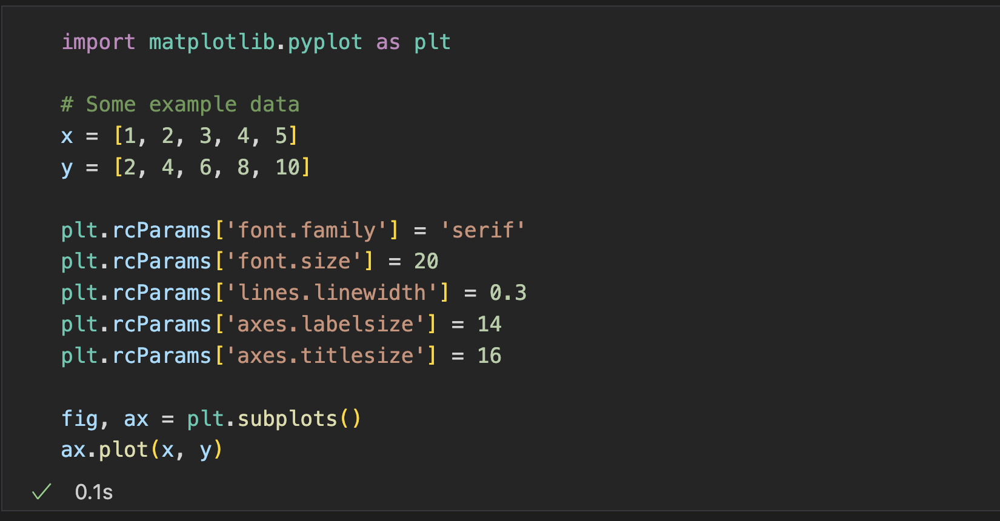 import matplotlib.pyplot as plt
# Some example data
x = [1, 2, 3, 4, 5]
y = [2, 4, 6, 8, 10]
plt.rcParams['font.family'] = 'serif'
plt.rcParams['font.size'] = 20
plt.rcParams['lines.linewidth'] = 0.3
plt.rcParams['axes.labelsize'] = 14
plt.rcParams['axes.titlesize'] = 16
fig, ax = plt.subplots()
ax.plot(x, y)
✓ 0.1s